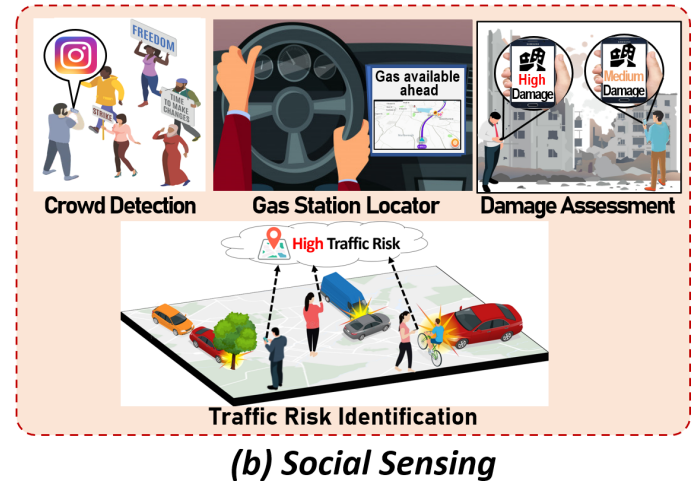 FREEDOM
STRIKE
TIME
TO MAKE
CHANGES
Gas available
ahead
High
Damage
Medium
Damage
Crowd Detection
Gas Station Locator
Damage Assessment
High Traffic Risk
Traffic Risk Identification
(b) Social Sensing